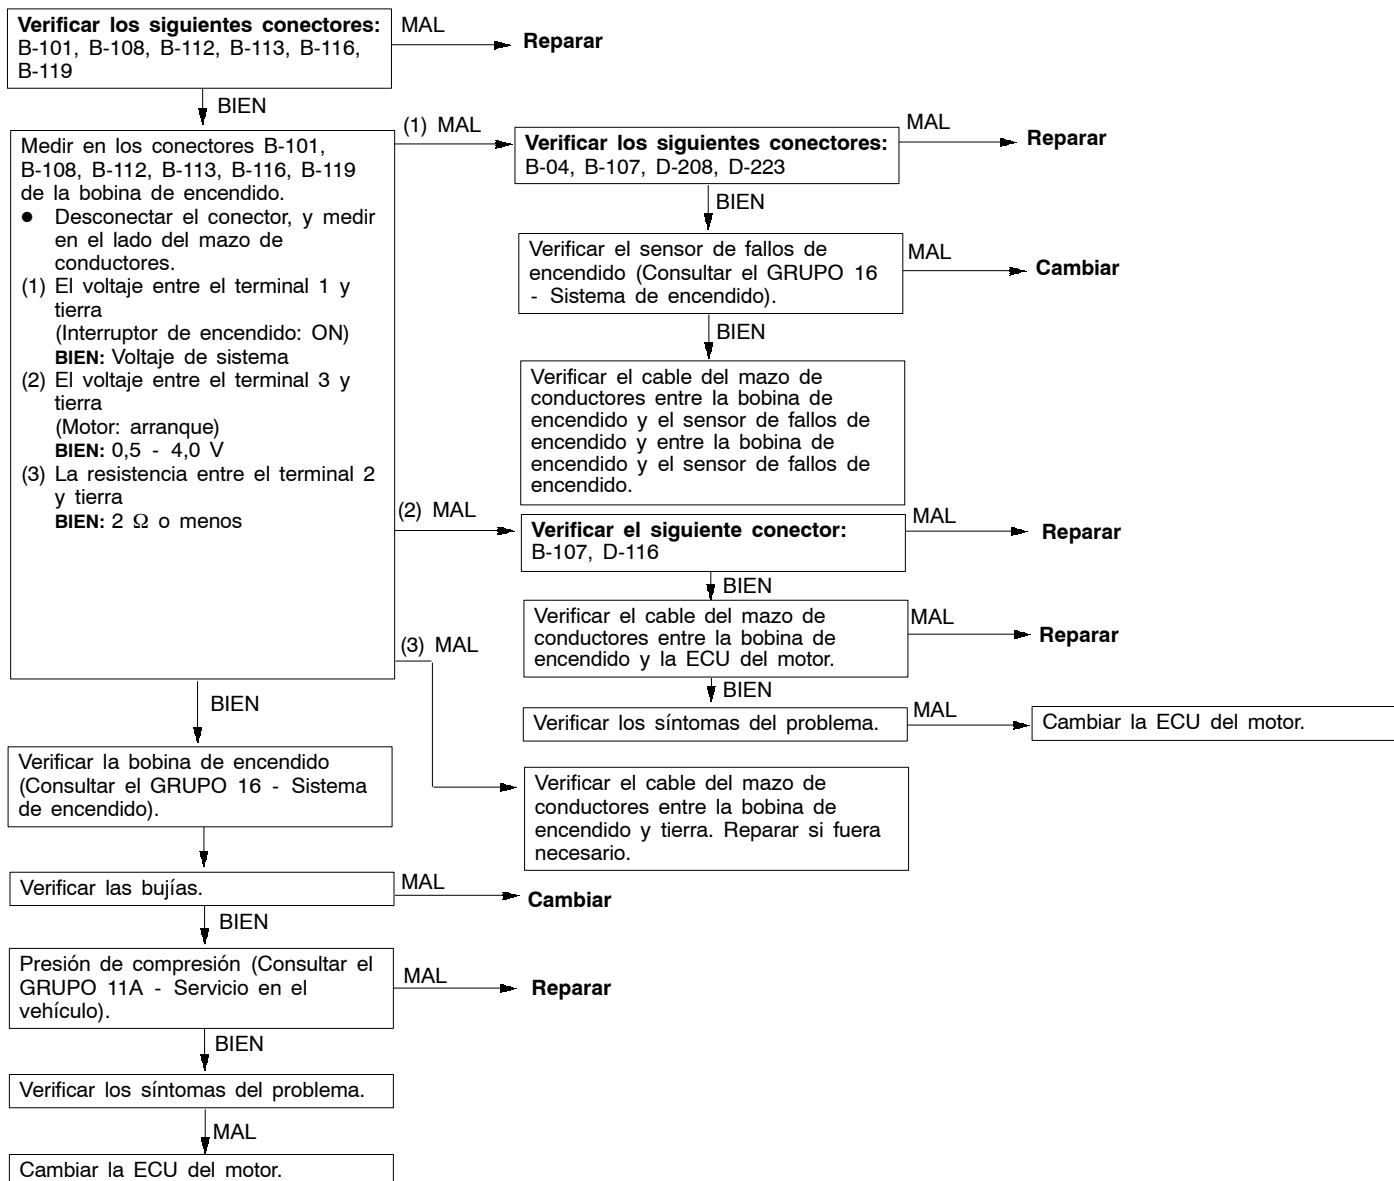 Verificar los siguientes conectores:
B-101, B-108, B-112, B-113, B-116,
B-119
MAL
Reparar
BIEN
Medir en los conectores B-101,
B-108, B-112, B-113, B-116, B-119
de la bobina de encendido.
● Desconectar el conector, y medir
en el lado del mazo de
conductores.
(1) El voltaje entre el terminal 1 y
tierra
(Interruptor de encendido: ON)
BIEN: Voltaje de sistema
(2) El voltaje entre el terminal 3 y
tierra
(Motor: arranque)
BIEN: 0,5 - 4,0 V
(3) La resistencia entre el terminal 2
y tierra
BIEN: 2 Ω o menos
(1) MAL
Verificar los siguientes conectores:
B-04, B-107, D-208, D-223
MAL
Reparar
BIEN
Verificar el sensor de fallos de
encendido (Consultar el GRUPO 16
- Sistema de encendido).
MAL
Cambiar
BIEN
Verificar el cable del mazo de
conductores entre la bobina de
encendido y el sensor de fallos de
encendido y entre la bobina de
encendido y el sensor de fallos de
encendido.
(2) MAL
Verificar el siguiente conector:
B-107, D-116
MAL
Reparar
BIEN
Verificar el cable del mazo de
conductores entre la bobina de
encendido y la ECU del motor.
MAL
Reparar
BIEN
Verificar los síntomas del problema.
MAL
Cambiar la ECU del motor.
(3) MAL
Verificar el cable del mazo de
conductores entre la bobina de
encendido y tierra. Reparar si fuera
necesario.
BIEN
Verificar la bobina de encendido
(Consultar el GRUPO 16 - Sistema
de encendido).
Verificar las bujías.
MAL
Cambiar
BIEN
Presión de compresión (Consultar el
GRUPO 11A - Servicio en el
vehículo).
MAL
Reparar
BIEN
Verificar los síntomas del problema.
MAL
Cambiar la ECU del motor.